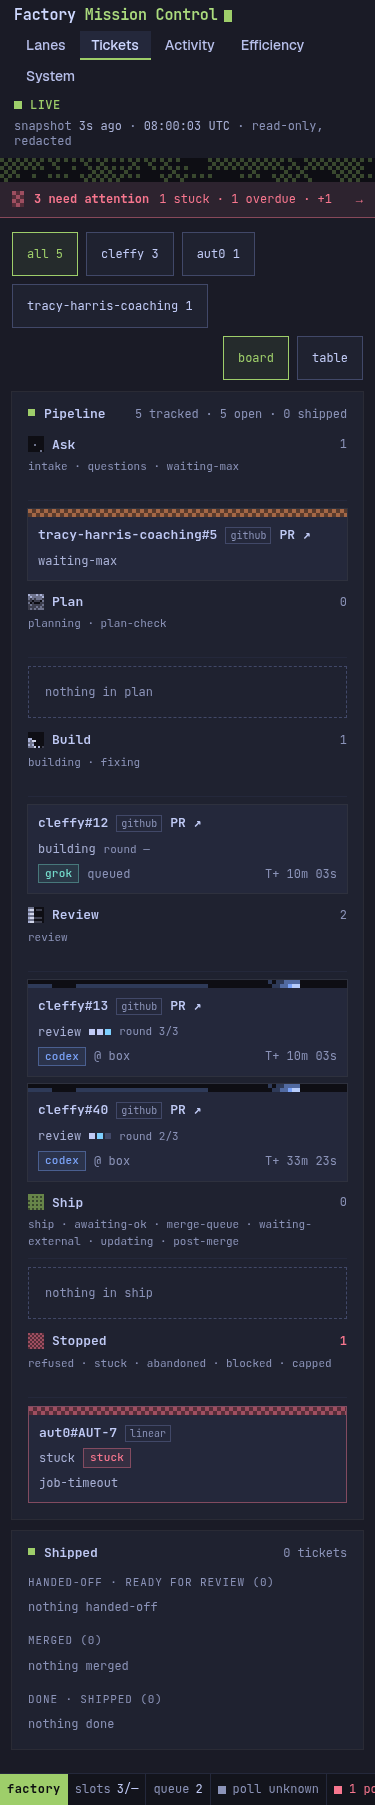 Factory Mission Control
Lanes Tickets Activity Efficiency
System
LIVE
snapshot 3s ago · 08:00:03 UTC · read-only,
redacted
3 need attention 1 stuck · 1 overdue · +1 →
all 5 cleffy 3 aut0 1
tracy-harris-coaching 1
board table
Pipeline 5 tracked · 5 open · 0 shipped
Ask 1
intake · questions · waiting-max
tracy-harris-coaching#5 github PR ↗
waiting-max
Plan 0
planning · plan-check
nothing in plan
Build 1
building · fixing
cleffy#12 github PR ↗
building round —
grok queued T+ 10m 03s
Review 2
review
cleffy#13 github PR ↗
review round 3/3
codex @ box T+ 10m 03s
cleffy#40 github PR ↗
review round 2/3
codex @ box T+ 33m 23s
Ship 0
ship · awaiting-ok · merge-queue · waiting-
external · updating · post-merge
nothing in ship
Stopped 1
refused · stuck · abandoned · blocked · capped
aut0#AUT-7 linear
stuck stuck
job-timeout
Shipped 0 tickets
HANDED-OFF · READY FOR REVIEW (0)
nothing handed-off
MERGED (0)
nothing merged
DONE · SHIPPED (0)
nothing done
factory slots 3/— queue 2 poll unknown 1 po